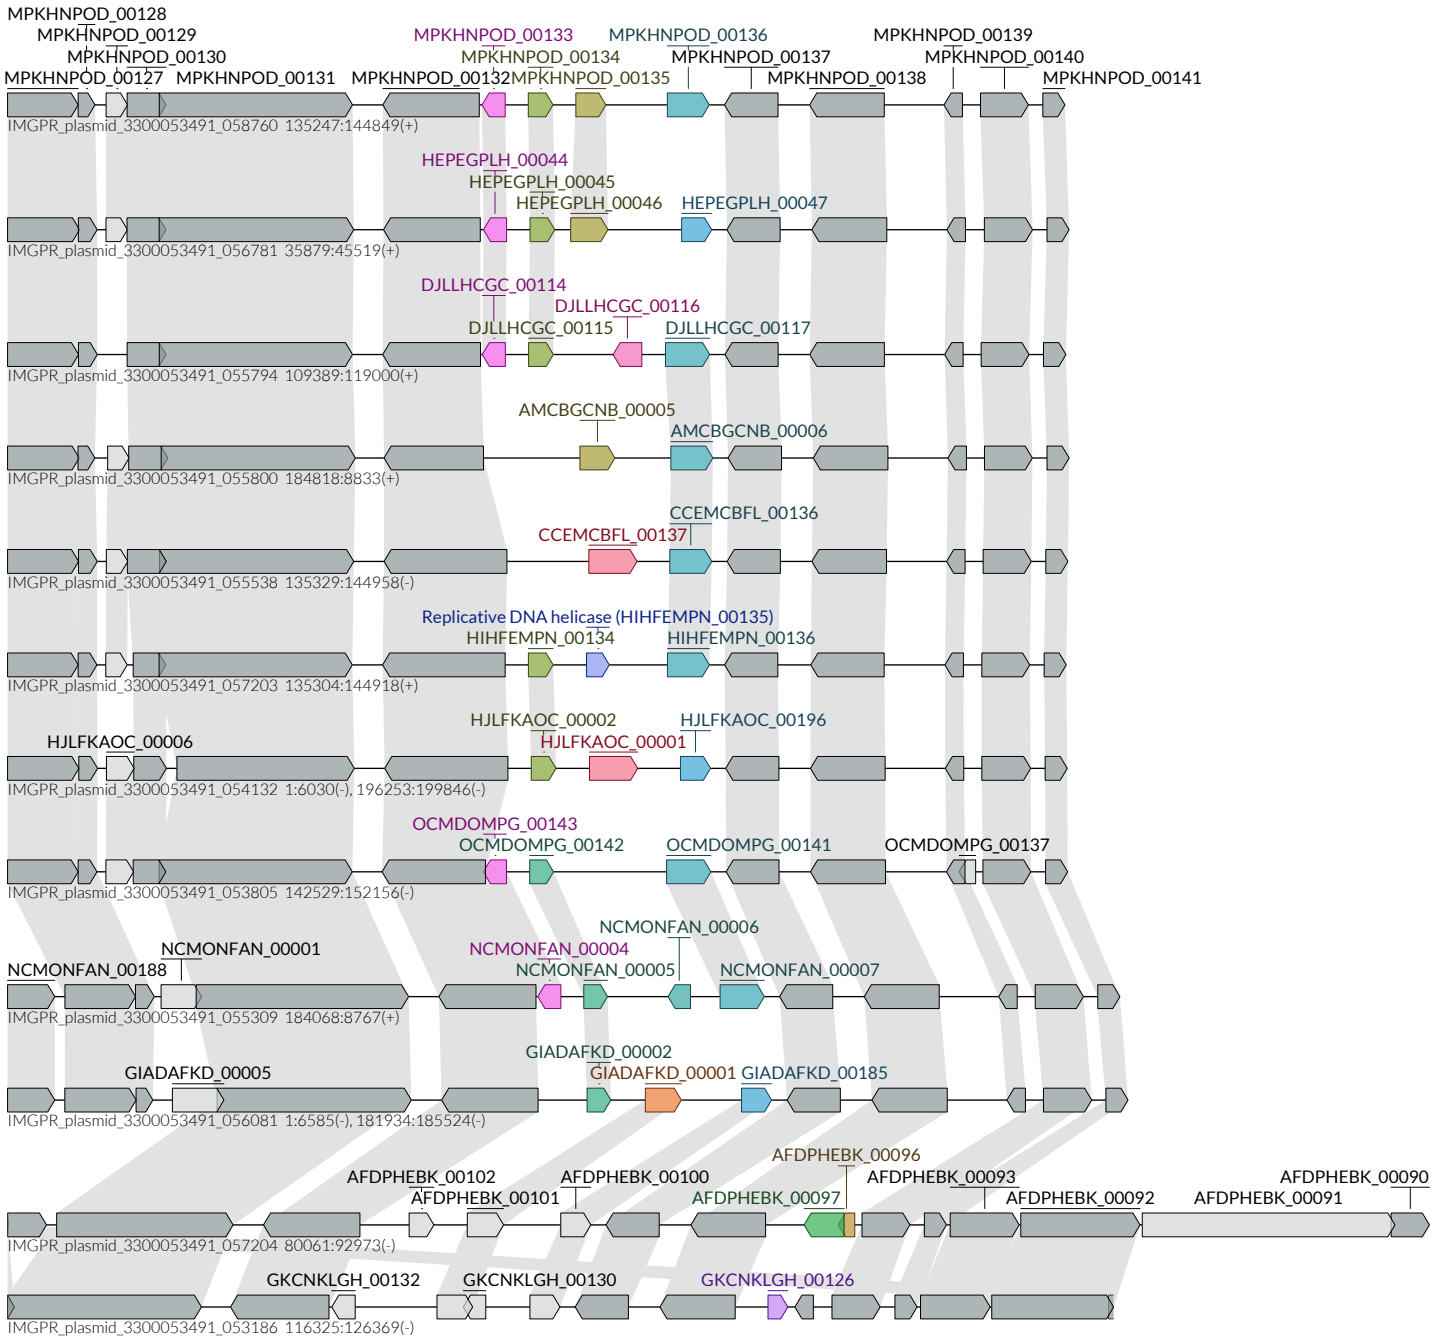 MPKHNPOD_00128
MPKHNPOD_00129 MPKHNPOD_00133 MPKHNPOD_00136 MPKHNPOD_00139
MPKHNPOD_00130 MPKHNPOD_00134 MPKHNPOD_00137 MPKHNPOD_00140
MPKHNPOD_00127 MPKHNPOD_00131 MPKHNPOD_00132 MPKHNPOD_00135 MPKHNPOD_00138 MPKHNPOD_00141
IMGPR_plasmid_3300053491_058760 135247:144849(+)
HEPEGPLH_00044
HEPEGPLH_00045
HEPEGPLH_00046 HEPEGPLH_00047
IMGPR_plasmid_3300053491_056781 35879:45519(+)
DJLLHCGC_00114
DJLLHCGC_00116
DJLLHCGC_00115 DJLLHCGC_00117
IMGPR_plasmid_3300053491_055794 109389:119000(+)
AMCBGCNB_00005
AMCBGCNB_00006
IMGPR_plasmid_3300053491_055800 184818:8833(+)
CCEMCBFL_00136
CCEMCBFL_00137
IMGPR_plasmid_3300053491_055538 135329:144958(-)
Replicative DNA helicase (HIHFEMPN_00135)
HIHFEMPN_00134 HIHFEMPN_00136
IMGPR_plasmid_3300053491_057203 135304:144918(+)
HJLFKAOC_00002 HJLFKAOC_00196
HJLFKAOC_00006 HJLFKAOC_00001
IMGPR_plasmid_3300053491_054132 1:6030(-), 196253:199846(-)
OCMDOMPG_00143
OCMDOMPG_00142 OCMDOMPG_00141 OCMDOMPG_00137
IMGPR_plasmid_3300053491_053805 142529:152156(-)
NCMONFAN_00006
NCMONFAN_00001 NCMONFAN_00004
NCMONFAN_00188 NCMONFAN_00005 NCMONFAN_00007
IMGPR_plasmid_3300053491_055309 184068:8767(+)
GIADAFKD_00002
GIADAFKD_00005 GIADAFKD_00001 GIADAFKD_00185
IMGPR_plasmid_3300053491_056081 1:6585(-), 181934:185524(-)
AFDPHEBK_00096
AFDPHEBK_00102 AFDPHEBK_00100 AFDPHEBK_00093 AFDPHEBK_00090
AFDPHEBK_00101 AFDPHEBK_00097 AFDPHEBK_00092 AFDPHEBK_00091
IMGPR_plasmid_3300053491_057204 80061:92973(-)
GKCNKLGH_00132 GKCNKLGH_00130 GKCNKLGH_00126
IMGPR_plasmid_3300053491_053186 116325:126369(-)